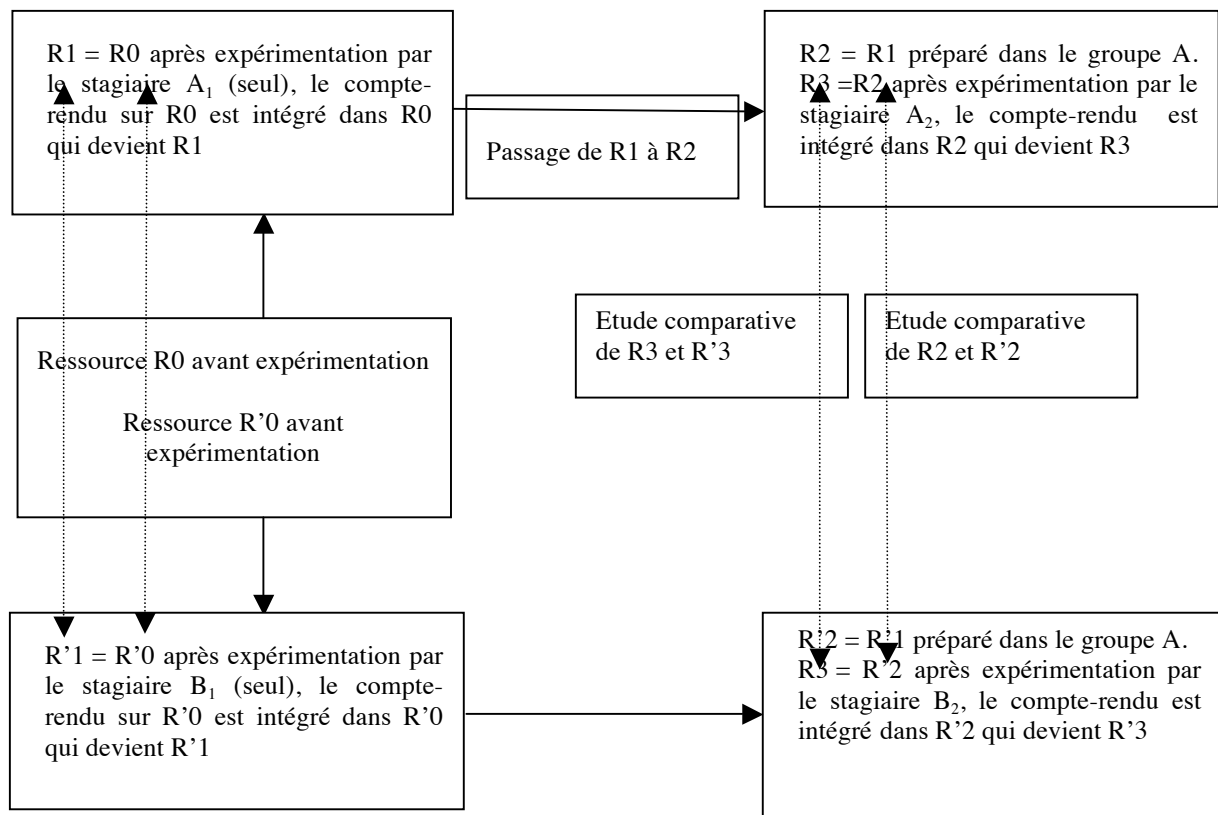 R1 = R0 après expérimentation par
le stagiaire A₁ (seul), le compte-
rendu sur R0 est intégré dans R0
qui devient R1
Passage de R1 à R2
R2 = R1 préparé dans le groupe A.
R3 =R2 après expérimentation par le
stagiaire A₂, le compte-rendu est
intégré dans R2 qui devient R3
Ressource R0 avant expérimentation
Ressource R’0 avant
expérimentation
Etude comparative
de R3 et R’3
Etude comparative
de R2 et R’2
R’1 = R’0 après expérimentation par
le stagiaire B₁ (seul), le compte-
rendu sur R’0 est intégré dans R’0
qui devient R’1
R’2 = R’1 préparé dans le groupe A.
R3 = R’2 après expérimentation par
le stagiaire B₂, le compte-rendu est
intégré dans R’2 qui devient R’3